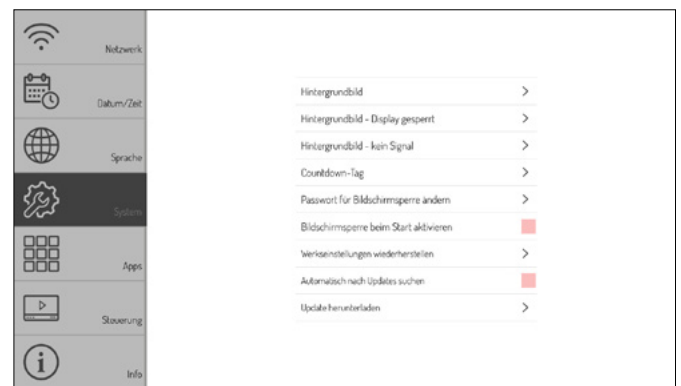 Netzwerk
Datum/Zeit
Sprache
System
Apps
Steuerung
Info
Hintergrundbild
Hintergrundbild - Display gesperrt
Hintergrundbild - kein Signal
Countdown-Tag
Passwort für Bildschirmsperre ändern
Bildschirmsperre beim Start aktivieren
Werkseinstellungen wiederherstellen
Automatisch nach Updates suchen
Update herunterladen